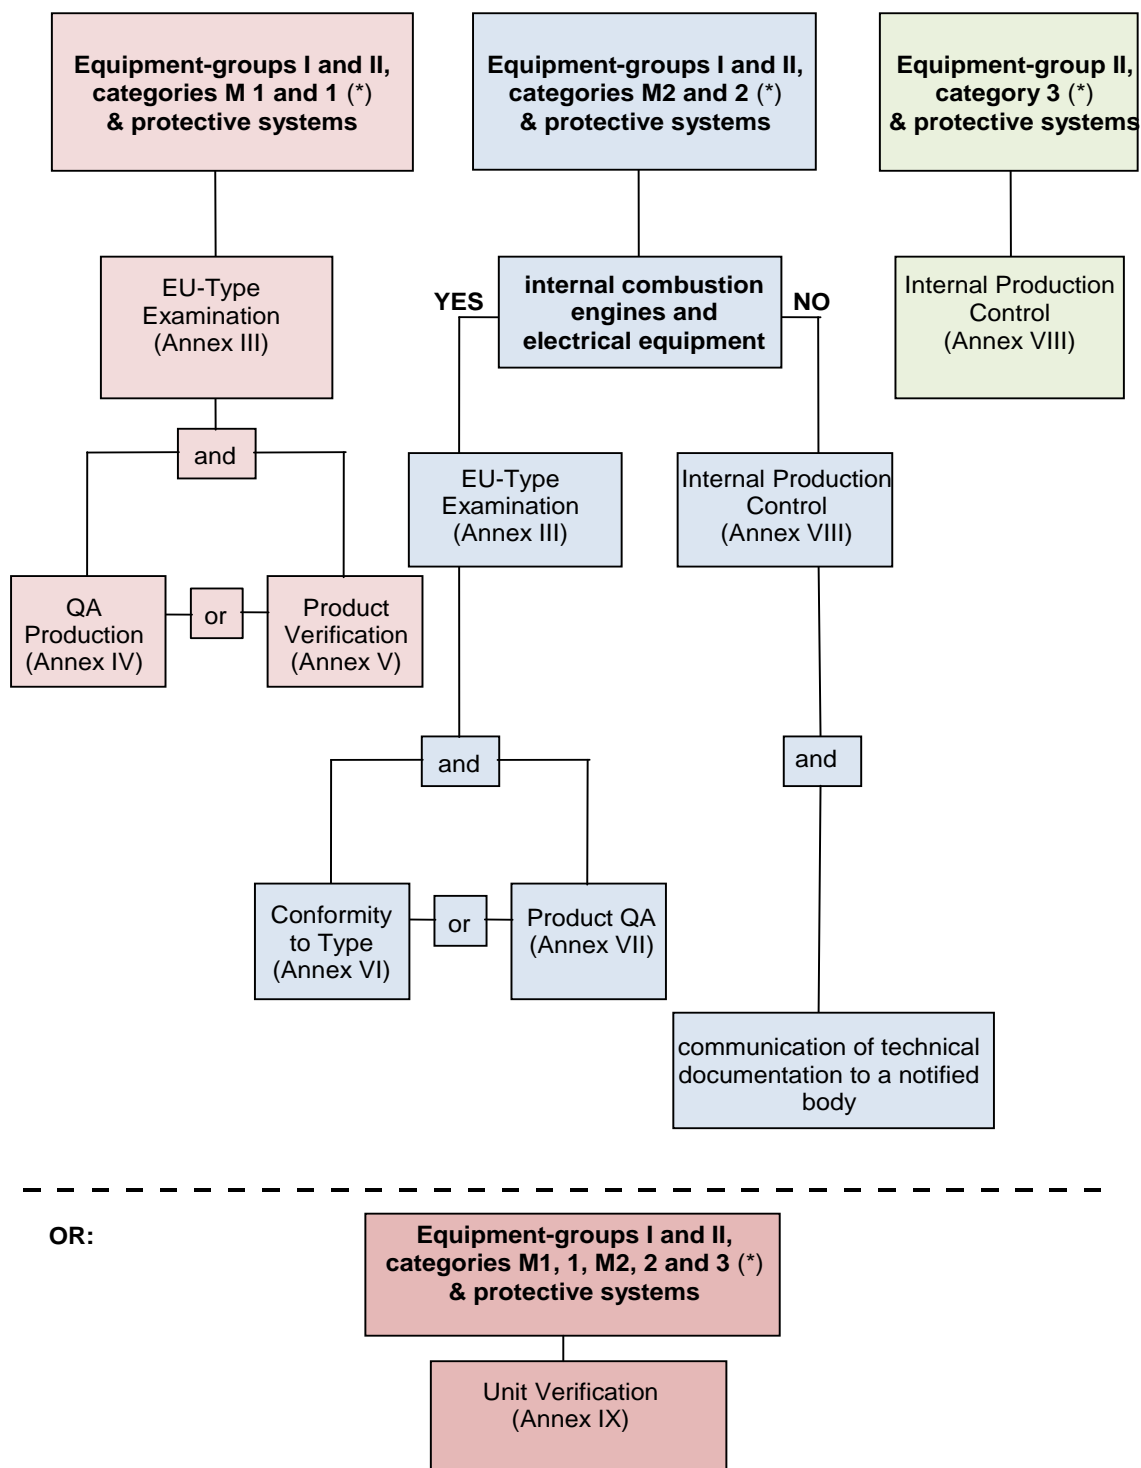 Equipment-groups I and II,
categories M 1 and 1 (*)
& protective systems
Equipment-groups I and II,
categories M2 and 2 (*)
& protective systems
Equipment-group II,
category 3 (*)
& protective systems
EU-Type
Examination
(Annex III)
YES
internal combustion
engines and
electrical equipment
NO
Internal Production
Control
(Annex VIII)
and
EU-Type
Examination
(Annex III)
Internal Production
Control
(Annex VIII)
QA
Production
(Annex IV)
or
Product
Verification
(Annex V)
and
and
Conformity
to Type
(Annex VI)
or
Product QA
(Annex VII)
communication of technical
documentation to a notified
body
OR:
Equipment-groups I and II,
categories M1, 1, M2, 2 and 3 (*)
& protective systems
Unit Verification
(Annex IX)